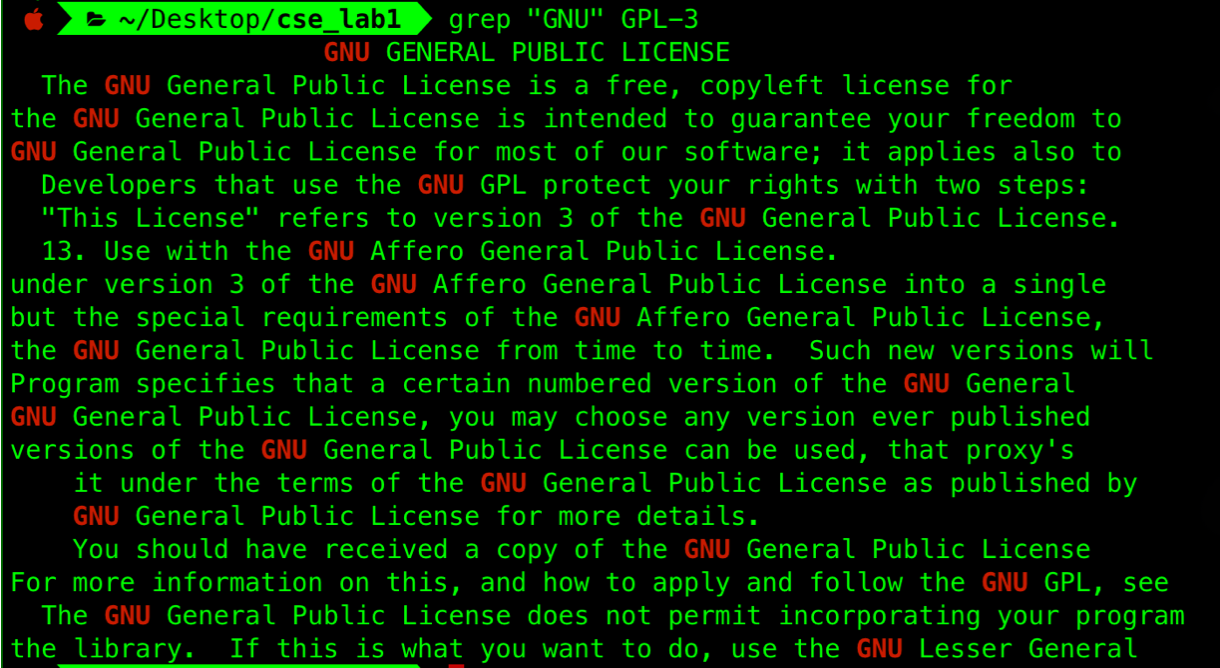 ~/Desktop/cse_lab1 grep "GNU" GPL-3
GNU GENERAL PUBLIC LICENSE
The GNU General Public License is a free, copyleft license for
the GNU General Public License is intended to guarantee your freedom to
GNU General Public License for most of our software; it applies also to
Developers that use the GNU GPL protect your rights with two steps:
"This License" refers to version 3 of the GNU General Public License.
13. Use with the GNU Affero General Public License.
under version 3 of the GNU Affero General Public License into a single
but the special requirements of the GNU Affero General Public License,
the GNU General Public License from time to time.  Such new versions will
Program specifies that a certain numbered version of the GNU General
GNU General Public License, you may choose any version ever published
versions of the GNU General Public License can be used, that proxy's
it under the terms of the GNU General Public License as published by
GNU General Public License for more details.
You should have received a copy of the GNU General Public License
For more information on this, and how to apply and follow the GNU GPL, see
The GNU General Public License does not permit incorporating your program
the library.  If this is what you want to do, use the GNU Lesser General